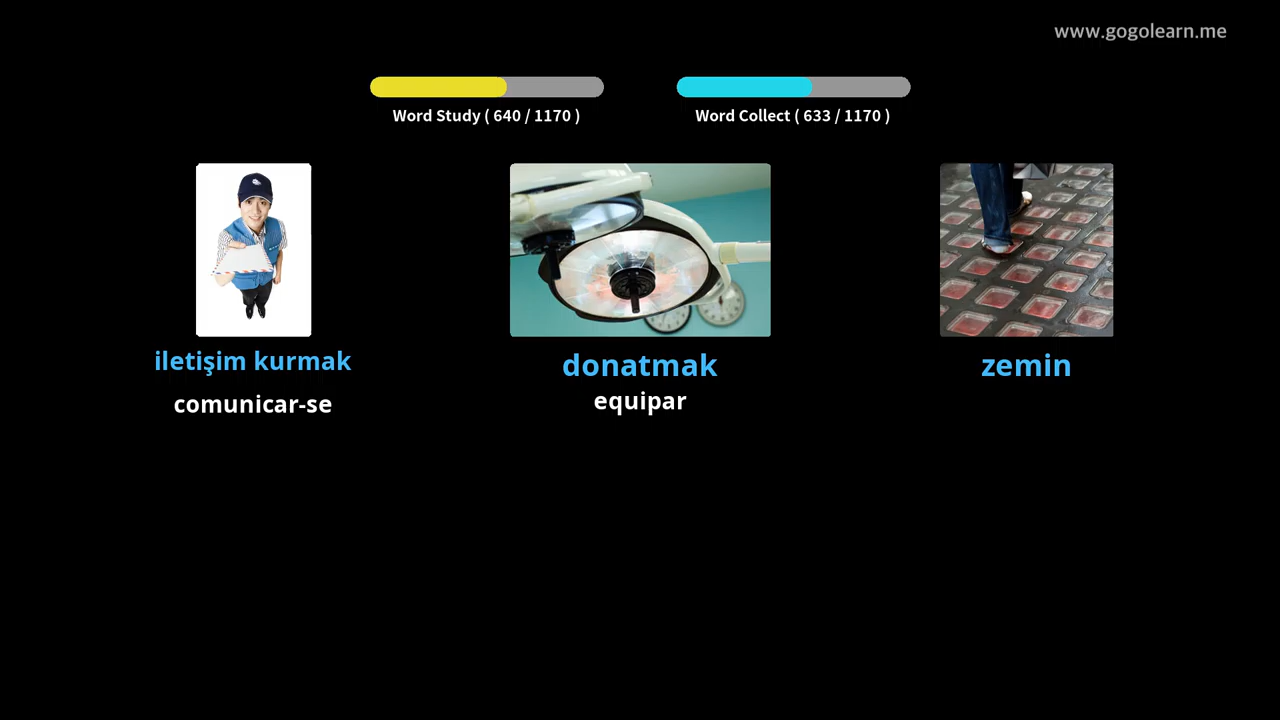 www.gogolearn.me
Word Study ( 640 / 1170 )
Word Collect ( 633 / 1170 )
iletişim kurmak
comunicar-se
donatmak
equipar
zemin